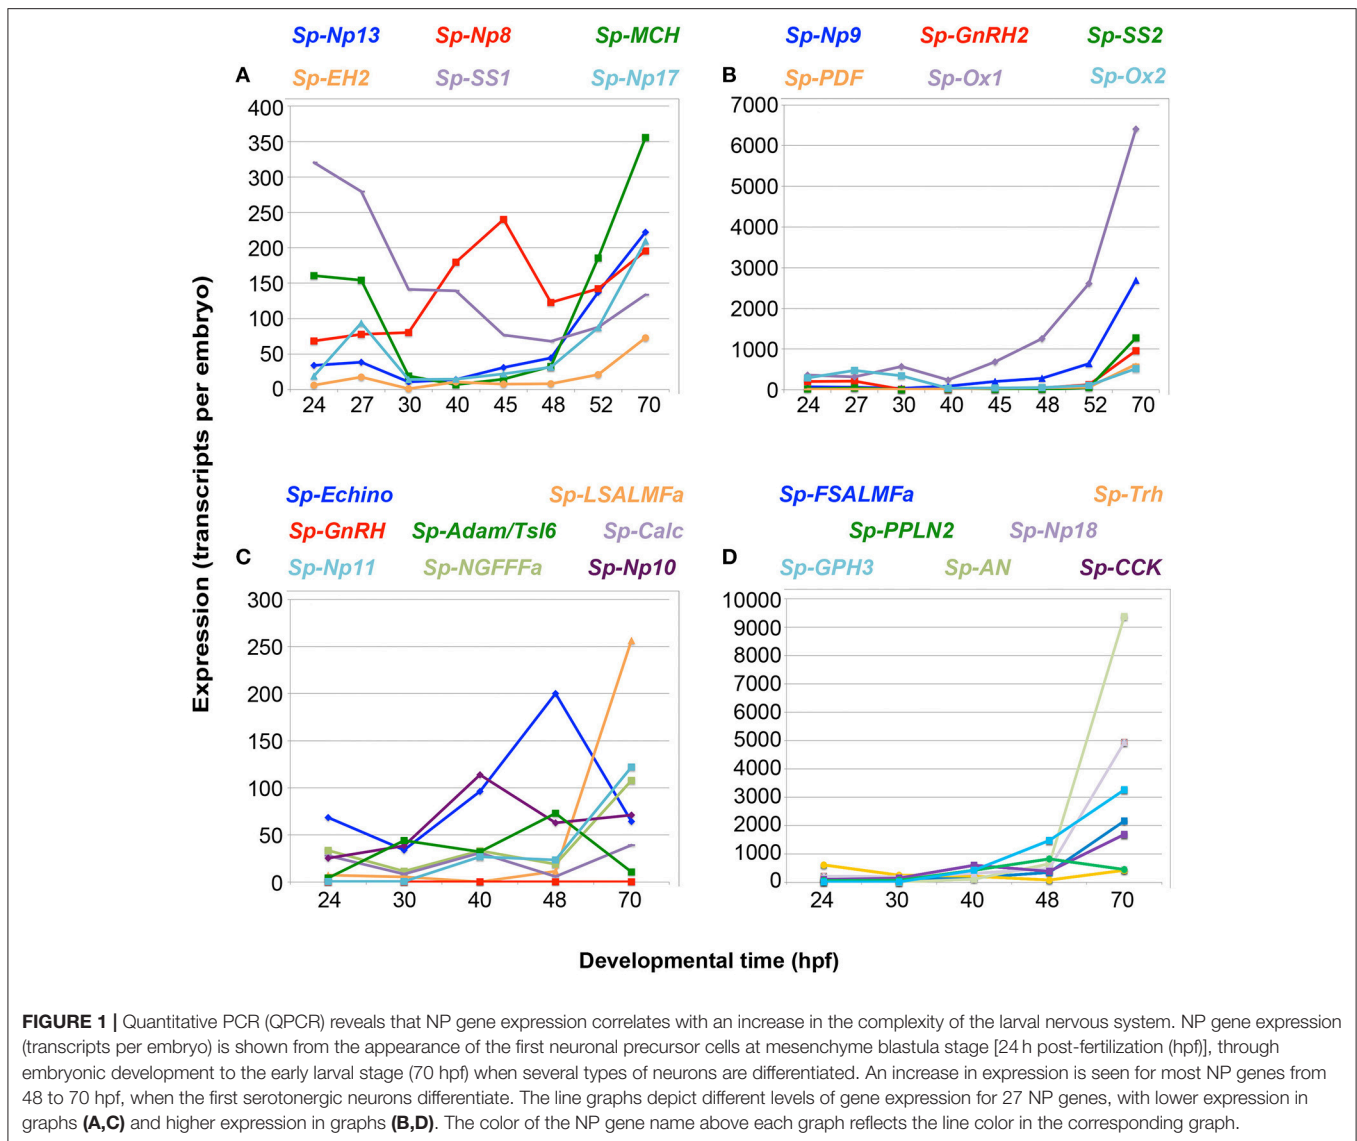 Sp-Np13 Sp-Np8 Sp-MCH
A Sp-EH2 Sp-SS1 Sp-Np17
400
350
300
250
200
150
100
50
0
24 27 30 40 45 48 52 70
Sp-Np9 Sp-GnRH2 Sp-SS2
B Sp-PDF Sp-Ox1 Sp-Ox2
7000
6000
5000
4000
3000
2000
1000
0
24 27 30 40 45 48 52 70
Expression (transcripts per embryo)
Sp-Echino Sp-LSALMFa
Sp-GnRH Sp-Adam/Tsl6 Sp-Calc
C Sp-Np11 Sp-NGFFFa Sp-Np10
300
250
200
150
100
50
0
24 30 40 48 70
Sp-FSALMFa Sp-Trh
Sp-PPLN2 Sp-Np18
D Sp-GPH3 Sp-AN Sp-CCK
10000
9000
8000
7000
6000
5000
4000
3000
2000
1000
0
24 30 40 48 70
Developmental time (hpf)
FIGURE 1 | Quantitative PCR (QPCR) reveals that NP gene expression correlates with an increase in the complexity of the larval nervous system. NP gene expression
(transcripts per embryo) is shown from the appearance of the first neuronal precursor cells at mesenchyme blastula stage [24 h post-fertilization (hpf)], through
embryonic development to the early larval stage (70 hpf) when several types of neurons are differentiated. An increase in expression is seen for most NP genes from
48 to 70 hpf, when the first serotonergic neurons differentiate. The line graphs depict different levels of gene expression for 27 NP genes, with lower expression in
graphs (A,C) and higher expression in graphs (B,D). The color of the NP gene name above each graph reflects the line color in the corresponding graph.